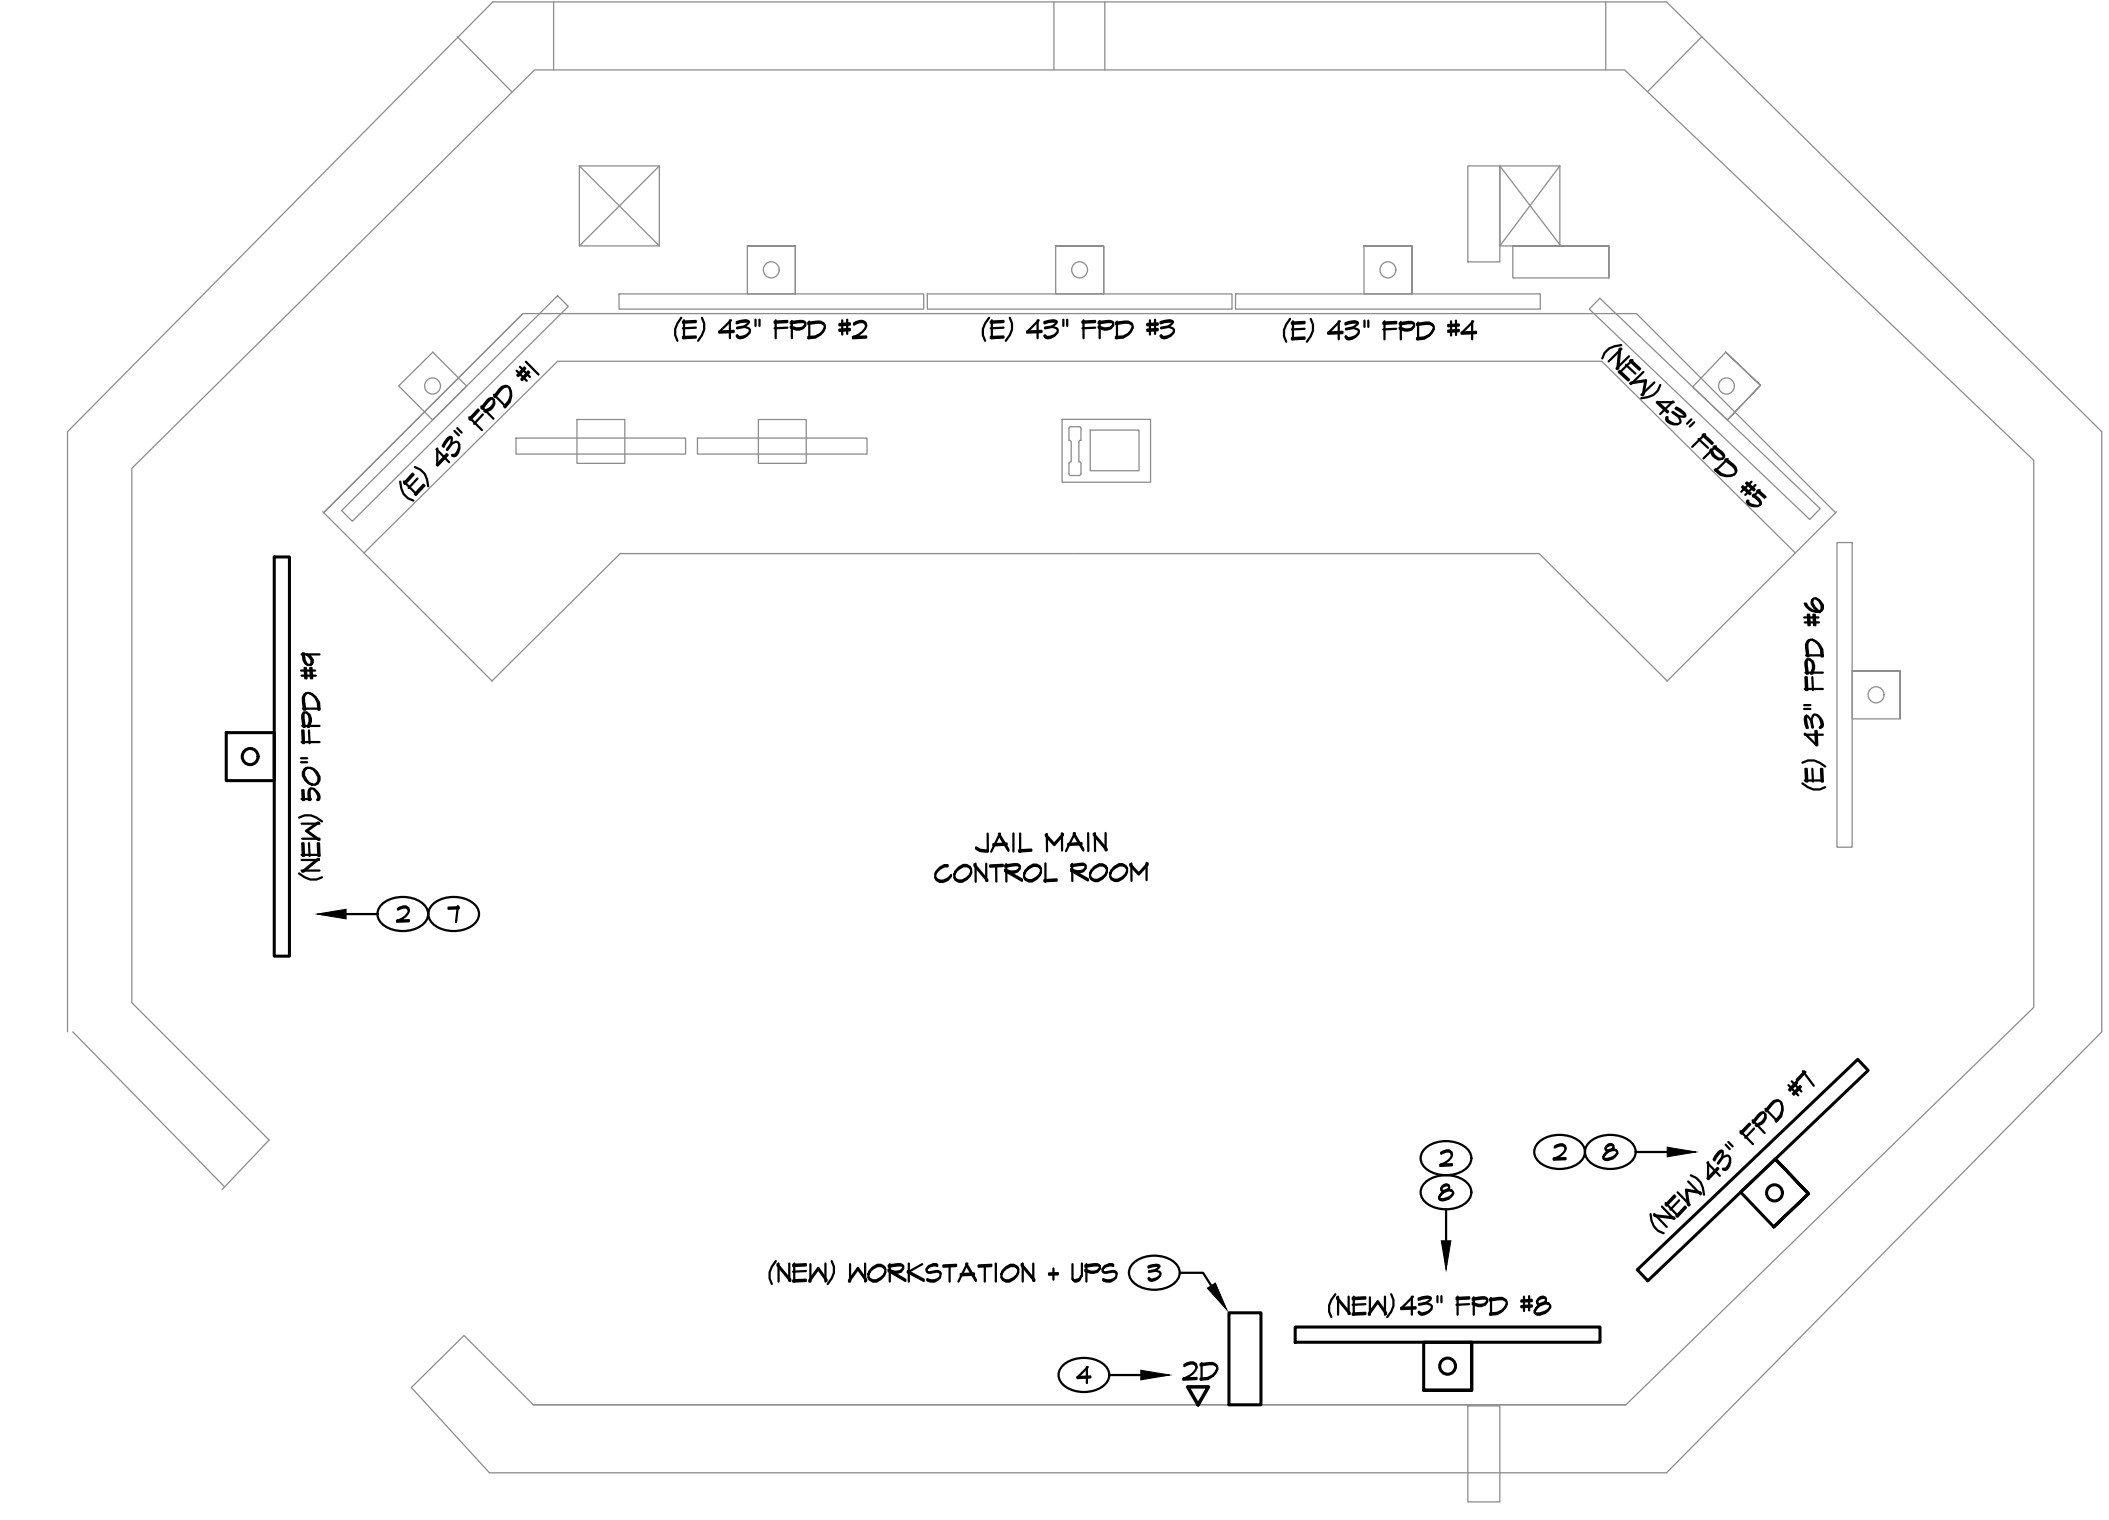 (E) 43" FPD #2
(E) 43" FPD #3
(E) 43" FPD #4
(E) 43" FPD #1
(NEW) 43" FPD #5
(E) 43" FPD #6
(NEW) 50" FPD #9
JAIL MAIN
CONTROL ROOM
2 7
(NEW) 43" FPD #7
2 8
2
8
(NEW) WORKSTATION + UPS 3
(NEW) 43" FPD #8
4 2D